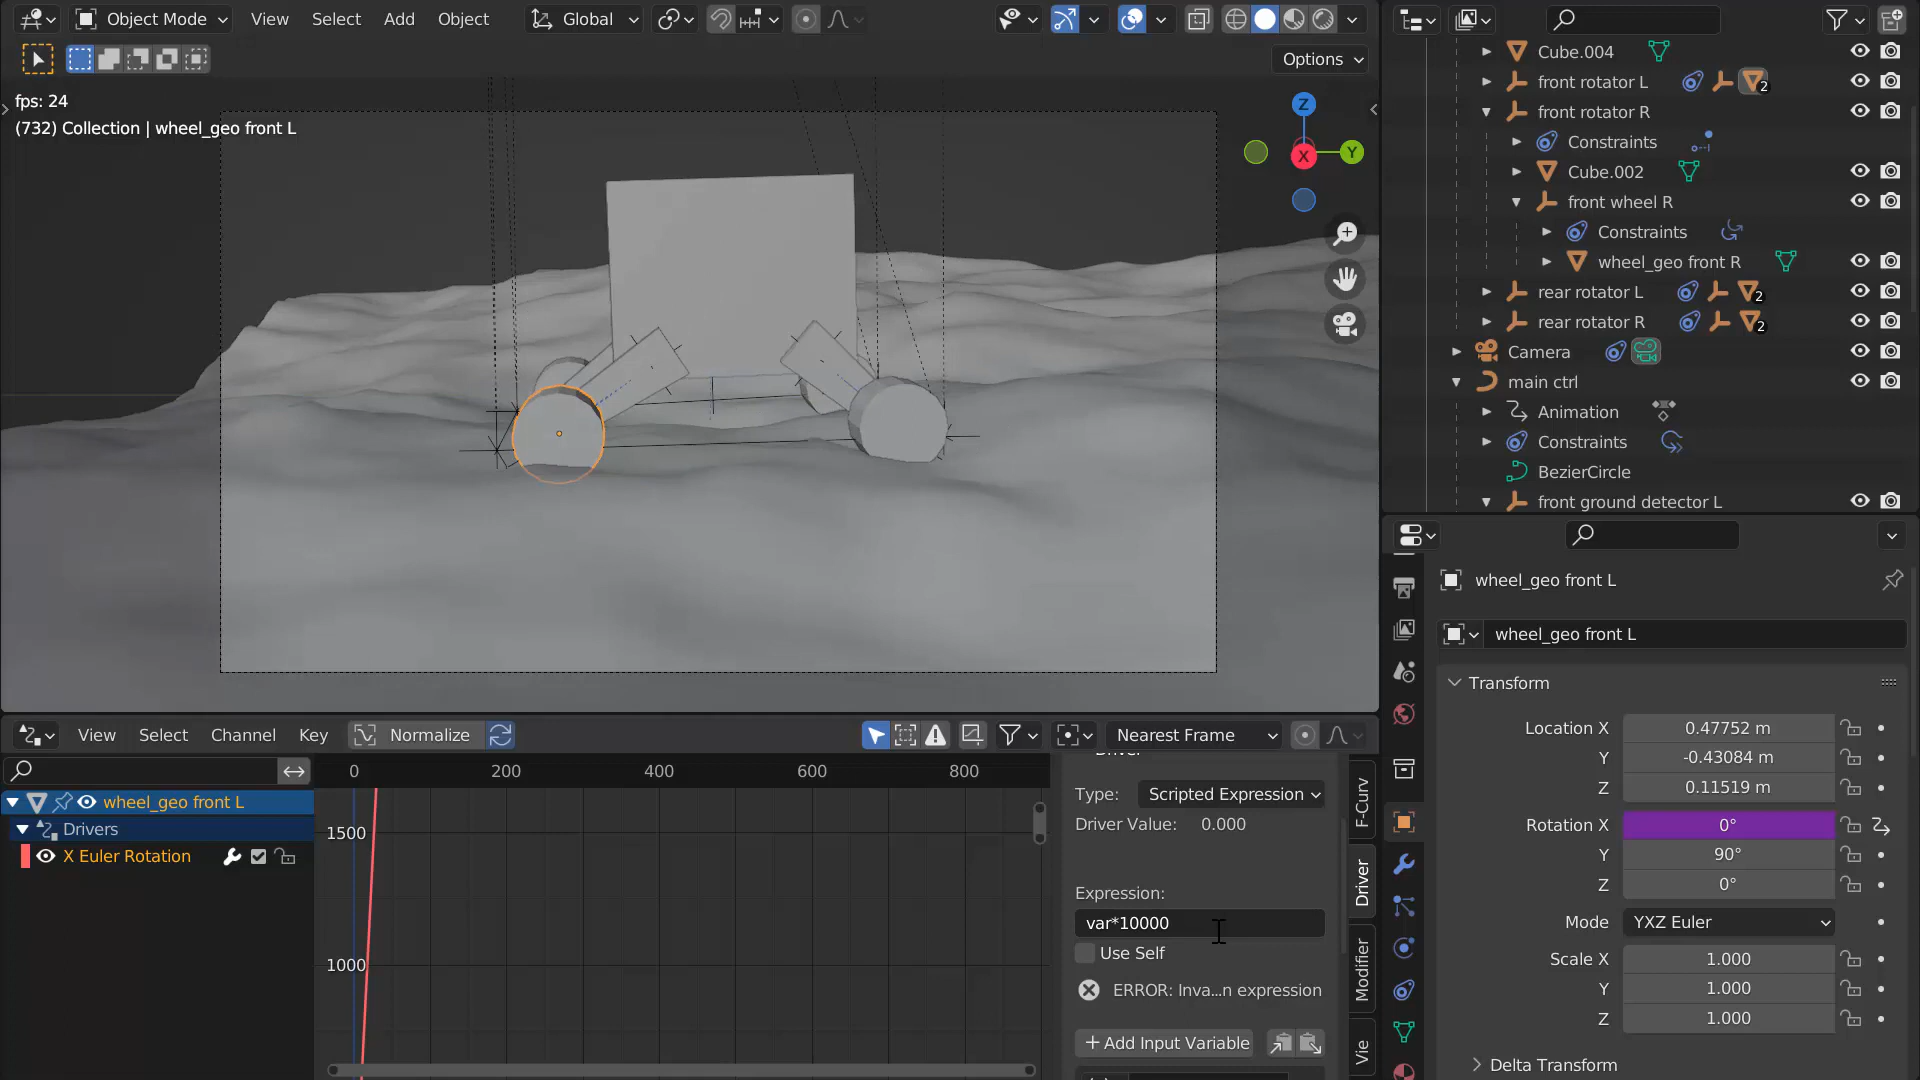 Object Mode View Select Add Object Global
Options
fps: 24
(732) Collection | wheel_geo front L
Z
X
Y
Cube.004
front rotator L 2
front rotator R
Constraints
Cube.002
front wheel R
Constraints
wheel_geo front R
rear rotator L 2
rear rotator R 2
Camera
main ctrl
Animation
Constraints
BezierCircle
front ground detector L
wheel_geo front L
wheel_geo front L
Transform
Location X 0.47752 m
Y -0.43084 m
Z 0.11519 m
Rotation X 0°
Y 90°
Z 0°
Mode YXZ Euler
Scale X 1.000
Y 1.000
Z 1.000
Delta Transform
View Select Channel Key Normalize Nearest Frame
0 200 400 600 800
wheel_geo front L
Drivers
X Euler Rotation
1500
1000
Type: Scripted Expression
Driver Value: 0.000
Expression:
var*10000
Use Self
ERROR: Inva...n expression
+ Add Input Variable
F-Curv
Driver
Modifier
Vie